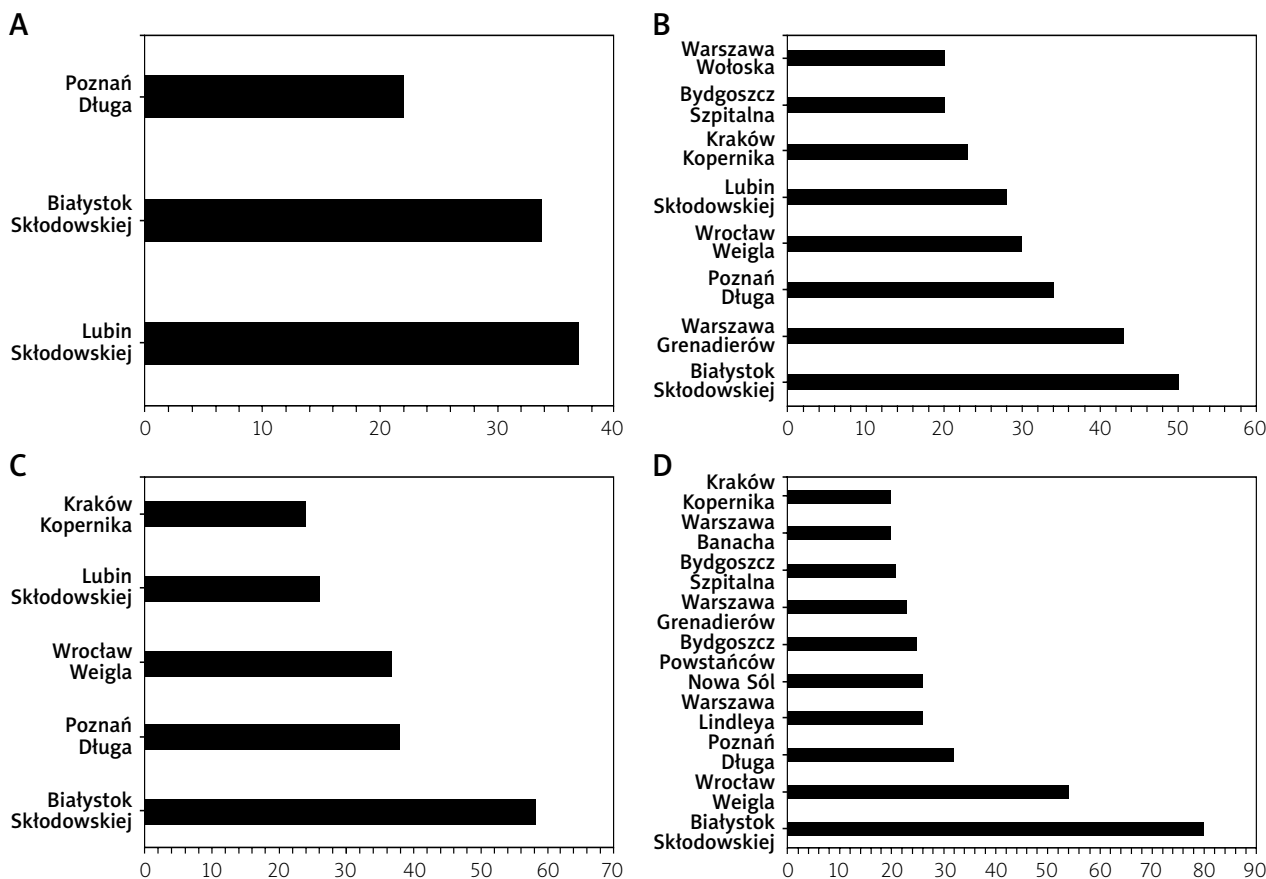 A
Poznań
Długa
Białystok
Skłodowskiej
Lubin
Skłodowskiej
0 10 20 30 40
B
Warszawa
Wołoska
Bydgoszcz
Szpitalna
Kraków
Kopernika
Lubin
Skłodowskiej
Wrocław
Weigla
Poznań
Długa
Warszawa
Grenadierów
Białystok
Skłodowskiej
0 10 20 30 40 50 60
C
Kraków
Kopernika
Lubin
Skłodowskiej
Wrocław
Weigla
Poznań
Długa
Białystok
Skłodowskiej
0 10 20 30 40 50 60 70
D
Kraków
Kopernika
Warszawa
Banacha
Bydgoszcz
Szpitalna
Warszawa
Grenadierów
Bydgoszcz
Powstańców
Nowa Sól
Warszawa
Lindleya
Poznań
Długa
Wrocław
Weigla
Białystok
Skłodowskiej
0 10 20 30 40 50 60 70 80 90